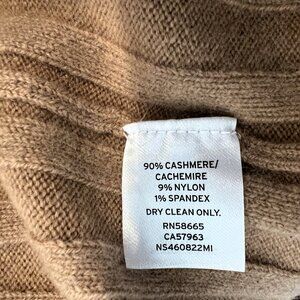 90% CASHMERE/
CACHEMIRE
9% NYLON
1% SPANDEX
DRY CLEAN ONLY.
RN58665
CA57963
NS460822MI